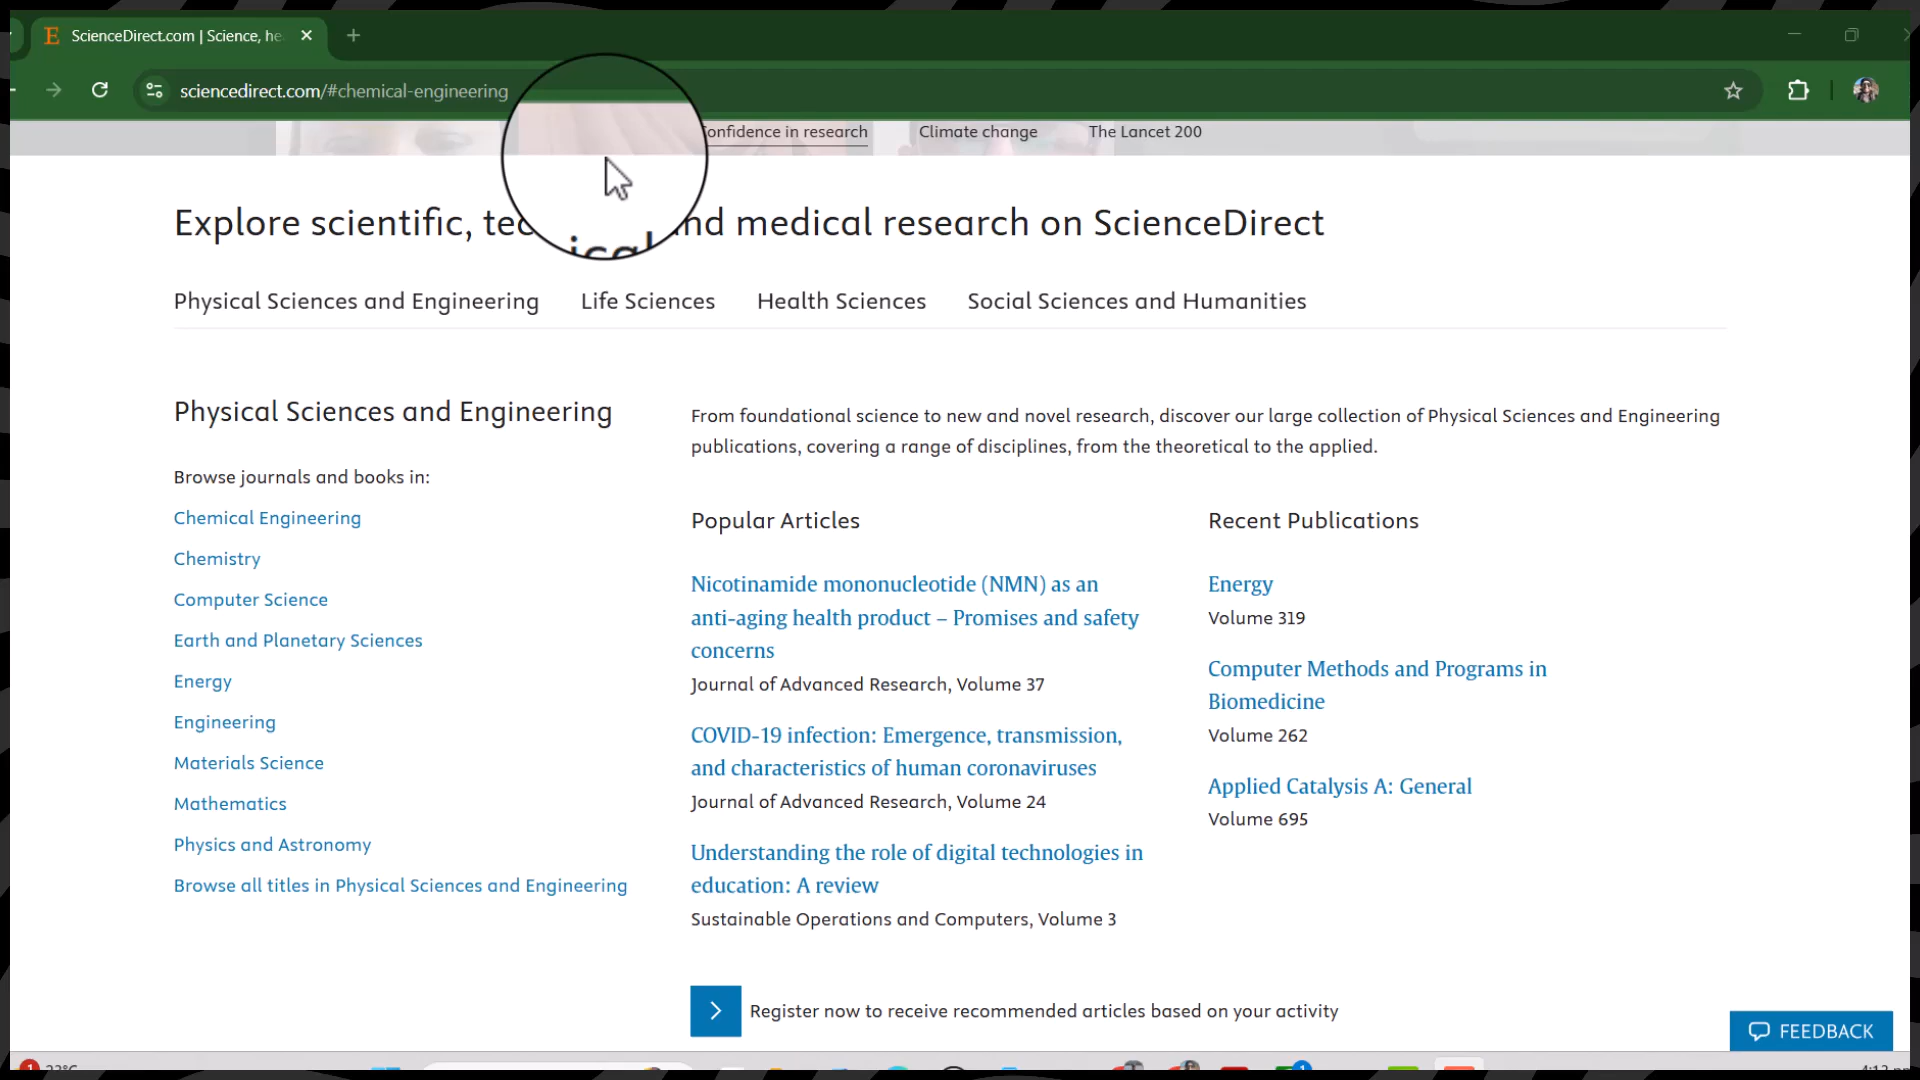 ScienceDirect.com | Science, he
sciencedirect.com/#chemical-engineering
onfidence in research
Climate change
The Lancet 200
Explore scientific, and medical research on ScienceDirect
Physical Sciences and Engineering
Life Sciences
Health Sciences
Social Sciences and Humanities
Physical Sciences and Engineering
Browse journals and books in:
Chemical Engineering
Chemistry
Computer Science
Earth and Planetary Sciences
Energy
Engineering
Materials Science
Mathematics
Physics and Astronomy
Browse all titles in Physical Sciences and Engineering
From foundational science to new and novel research, discover our large collection of Physical Sciences and Engineering
publications, covering a range of disciplines, from the theoretical to the applied.
Popular Articles
Nicotinamide mononucleotide (NMN) as an
anti-aging health product – Promises and safety
concerns
Journal of Advanced Research, Volume 37
COVID-19 infection: Emergence, transmission,
and characteristics of human coronaviruses
Journal of Advanced Research, Volume 24
Understanding the role of digital technologies in
education: A review
Sustainable Operations and Computers, Volume 3
Recent Publications
Energy
Volume 319
Computer Methods and Programs in
Biomedicine
Volume 262
Applied Catalysis A: General
Volume 695
Register now to receive recommended articles based on your activity
FEEDBACK